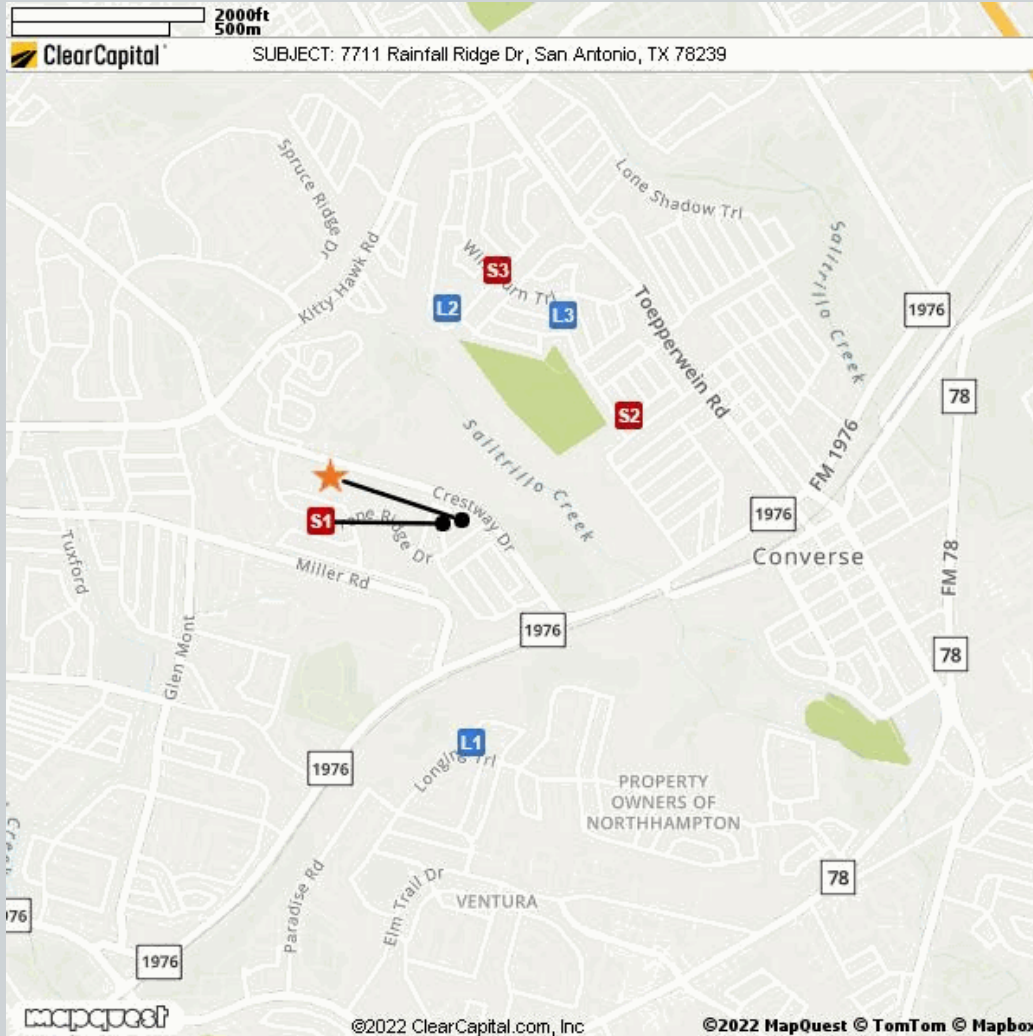 2000ft
500m
ClearCapital
SUBJECT: 7711 Rainfall Ridge Dr, San Antonio, TX 78239
Spruce Ridge Dr
Lone Shadow Trl
Salitrillo Creek
Kitty Hawk Rd
S3
L2
L3
Toepperwein Rd
1976
78
S2
Salitrillo Creek
FM 1976
Crestway Dr
S1
Ridge Dr
1976
Converse
Tuxford
Miller Rd
FM 78
1976
78
Glen Mont
L1
Trl
1976
PROPERTY
OWNERS OF
NORTHHAMPTON
Paradise Rd
Elm Trail Dr
78
VENTURA
Creek
1976
mapquest
©2022 ClearCapital.com, Inc
©2022 MapQuest © TomTom © Mapbox